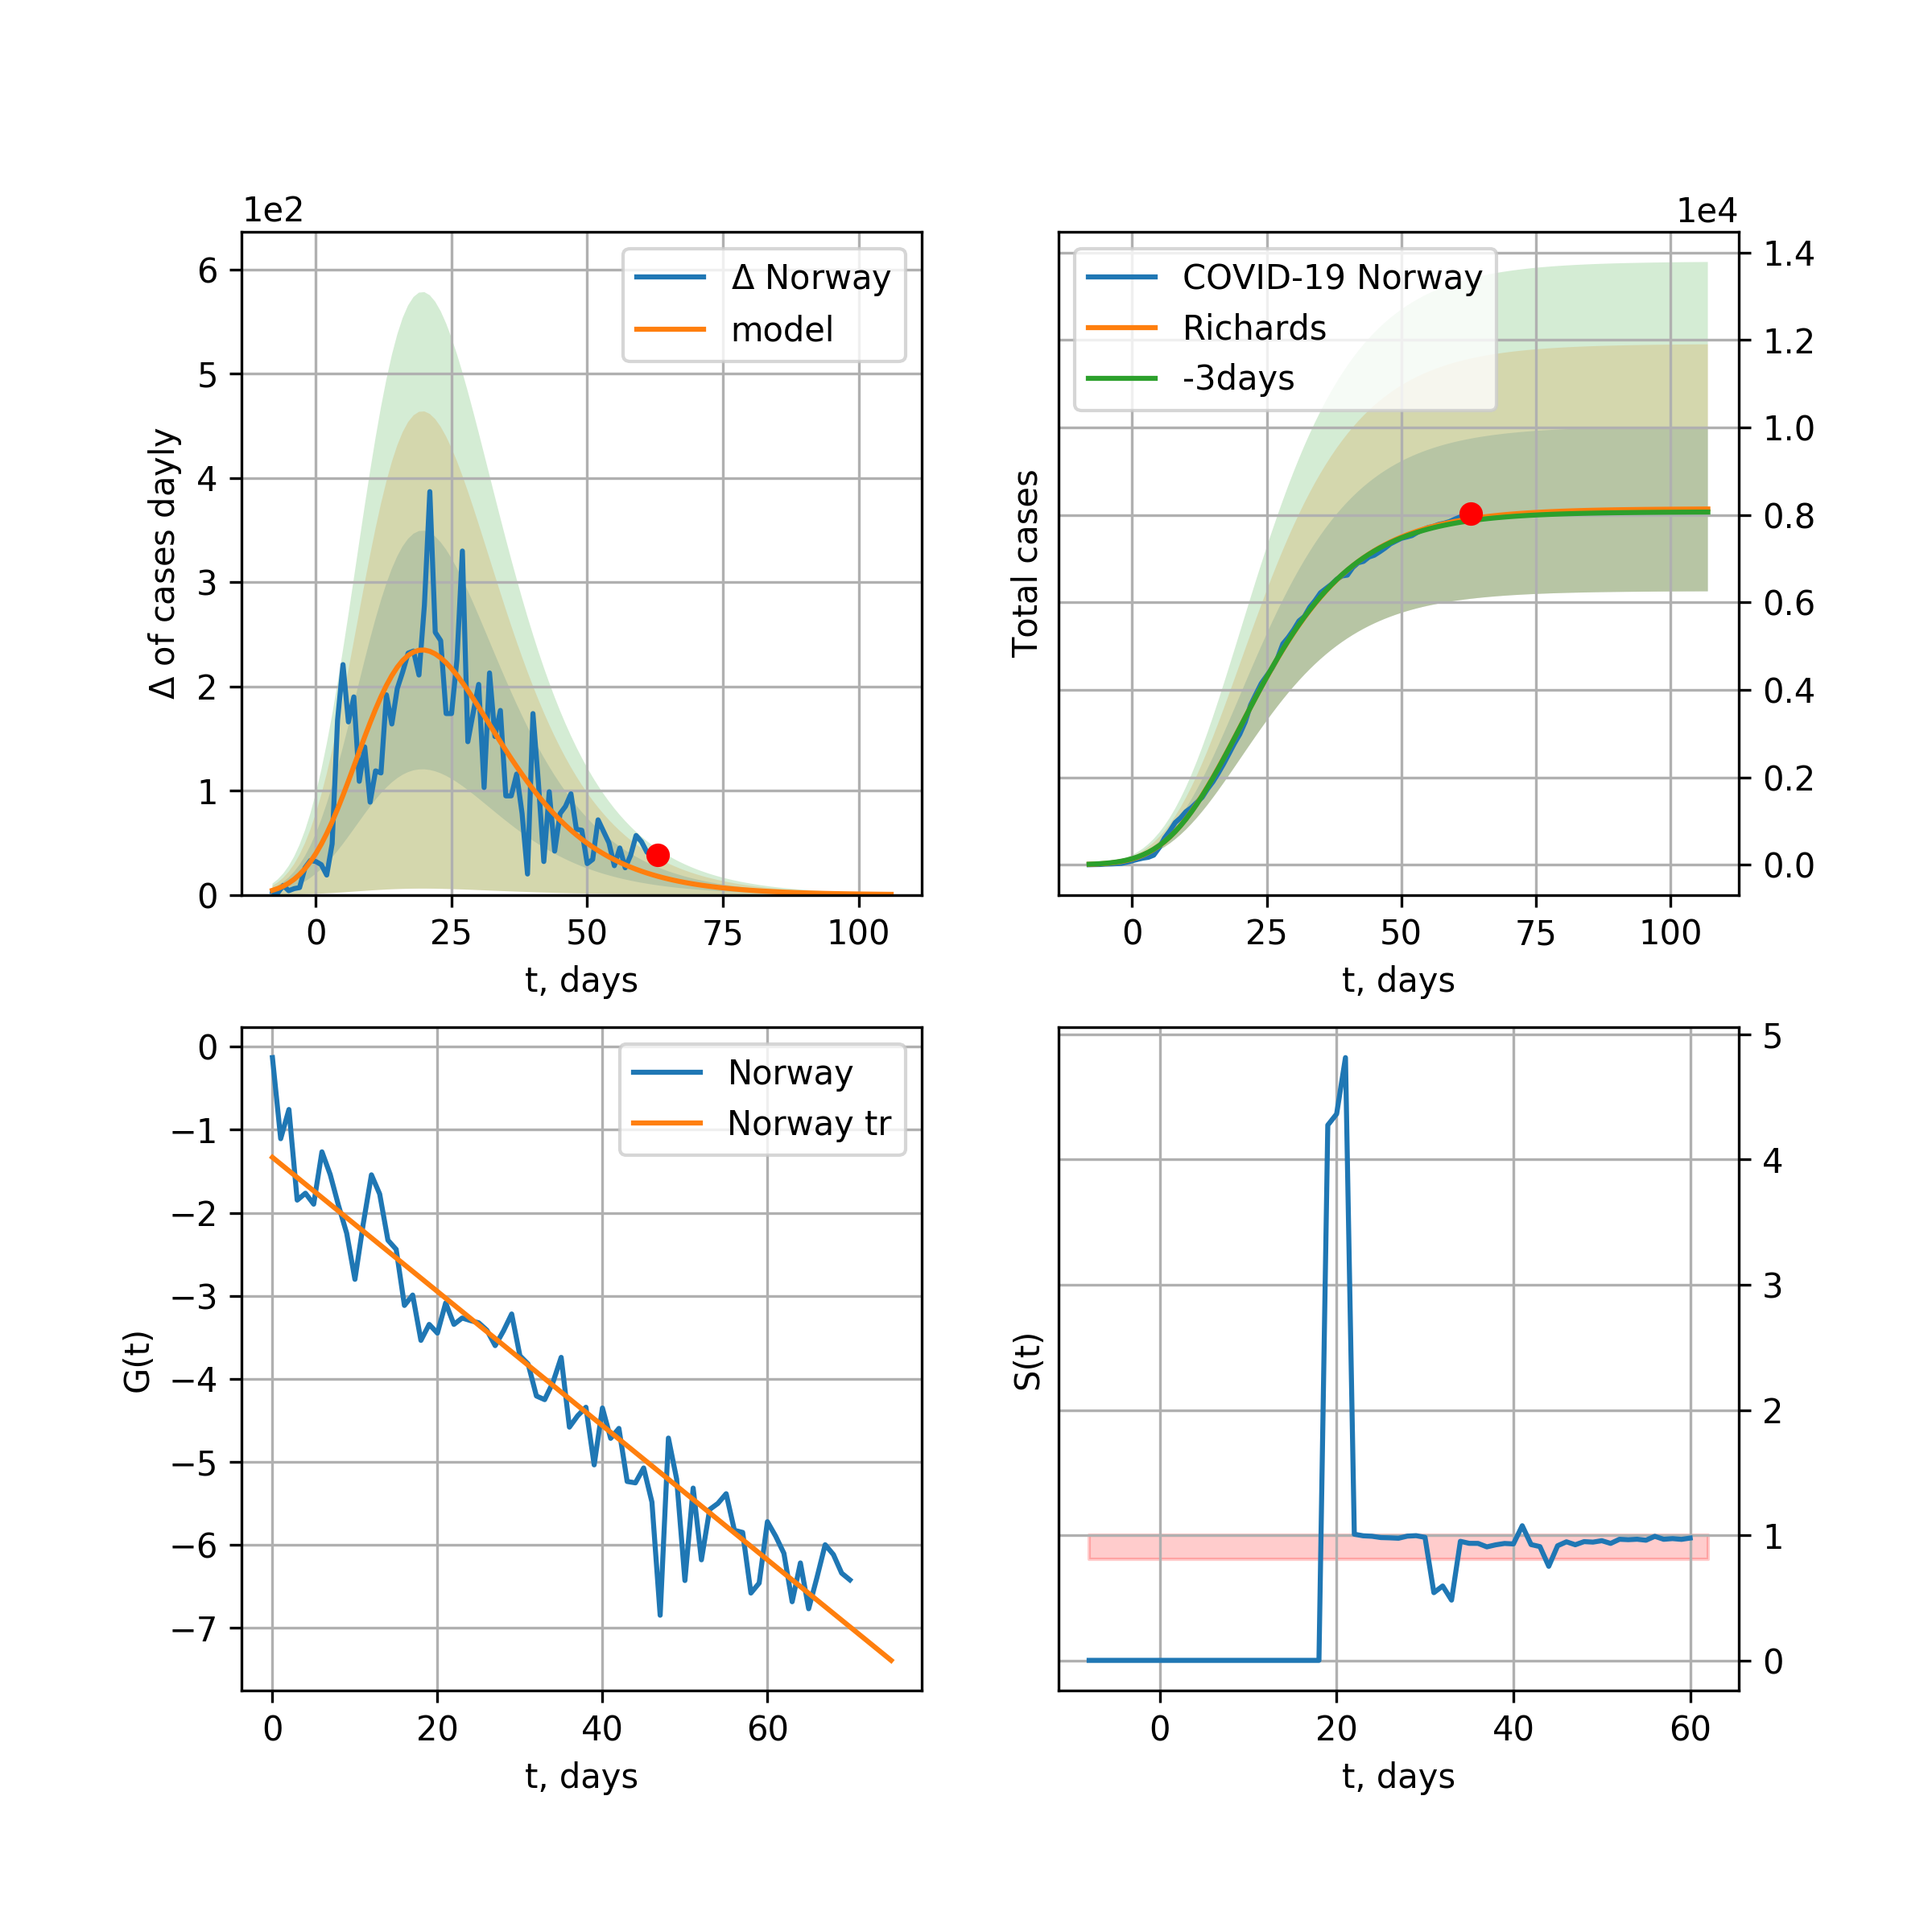 1e2
Δ of cases dayly
6
5
4
3
2
1
0
Δ Norway
model
0 25 50 75 100
t, days
1e4
Total cases
COVID-19 Norway
Richards
-3days
1.4
1.2
1.0
0.8
0.6
0.4
0.2
0.0
0 25 50 75 100
t, days
G(t)
0
−1
−2
−3
−4
−5
−6
−7
Norway
Norway tr
0 20 40 60
t, days
S(t)
5
4
3
2
1
0
0 20 40 60
t, days